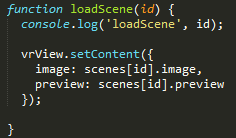 function loadScene(id) {
  console.log('loadScene', id);
  vrView.setContent({
    image: scenes[id].image,
    preview: scenes[id].preview
  });
}